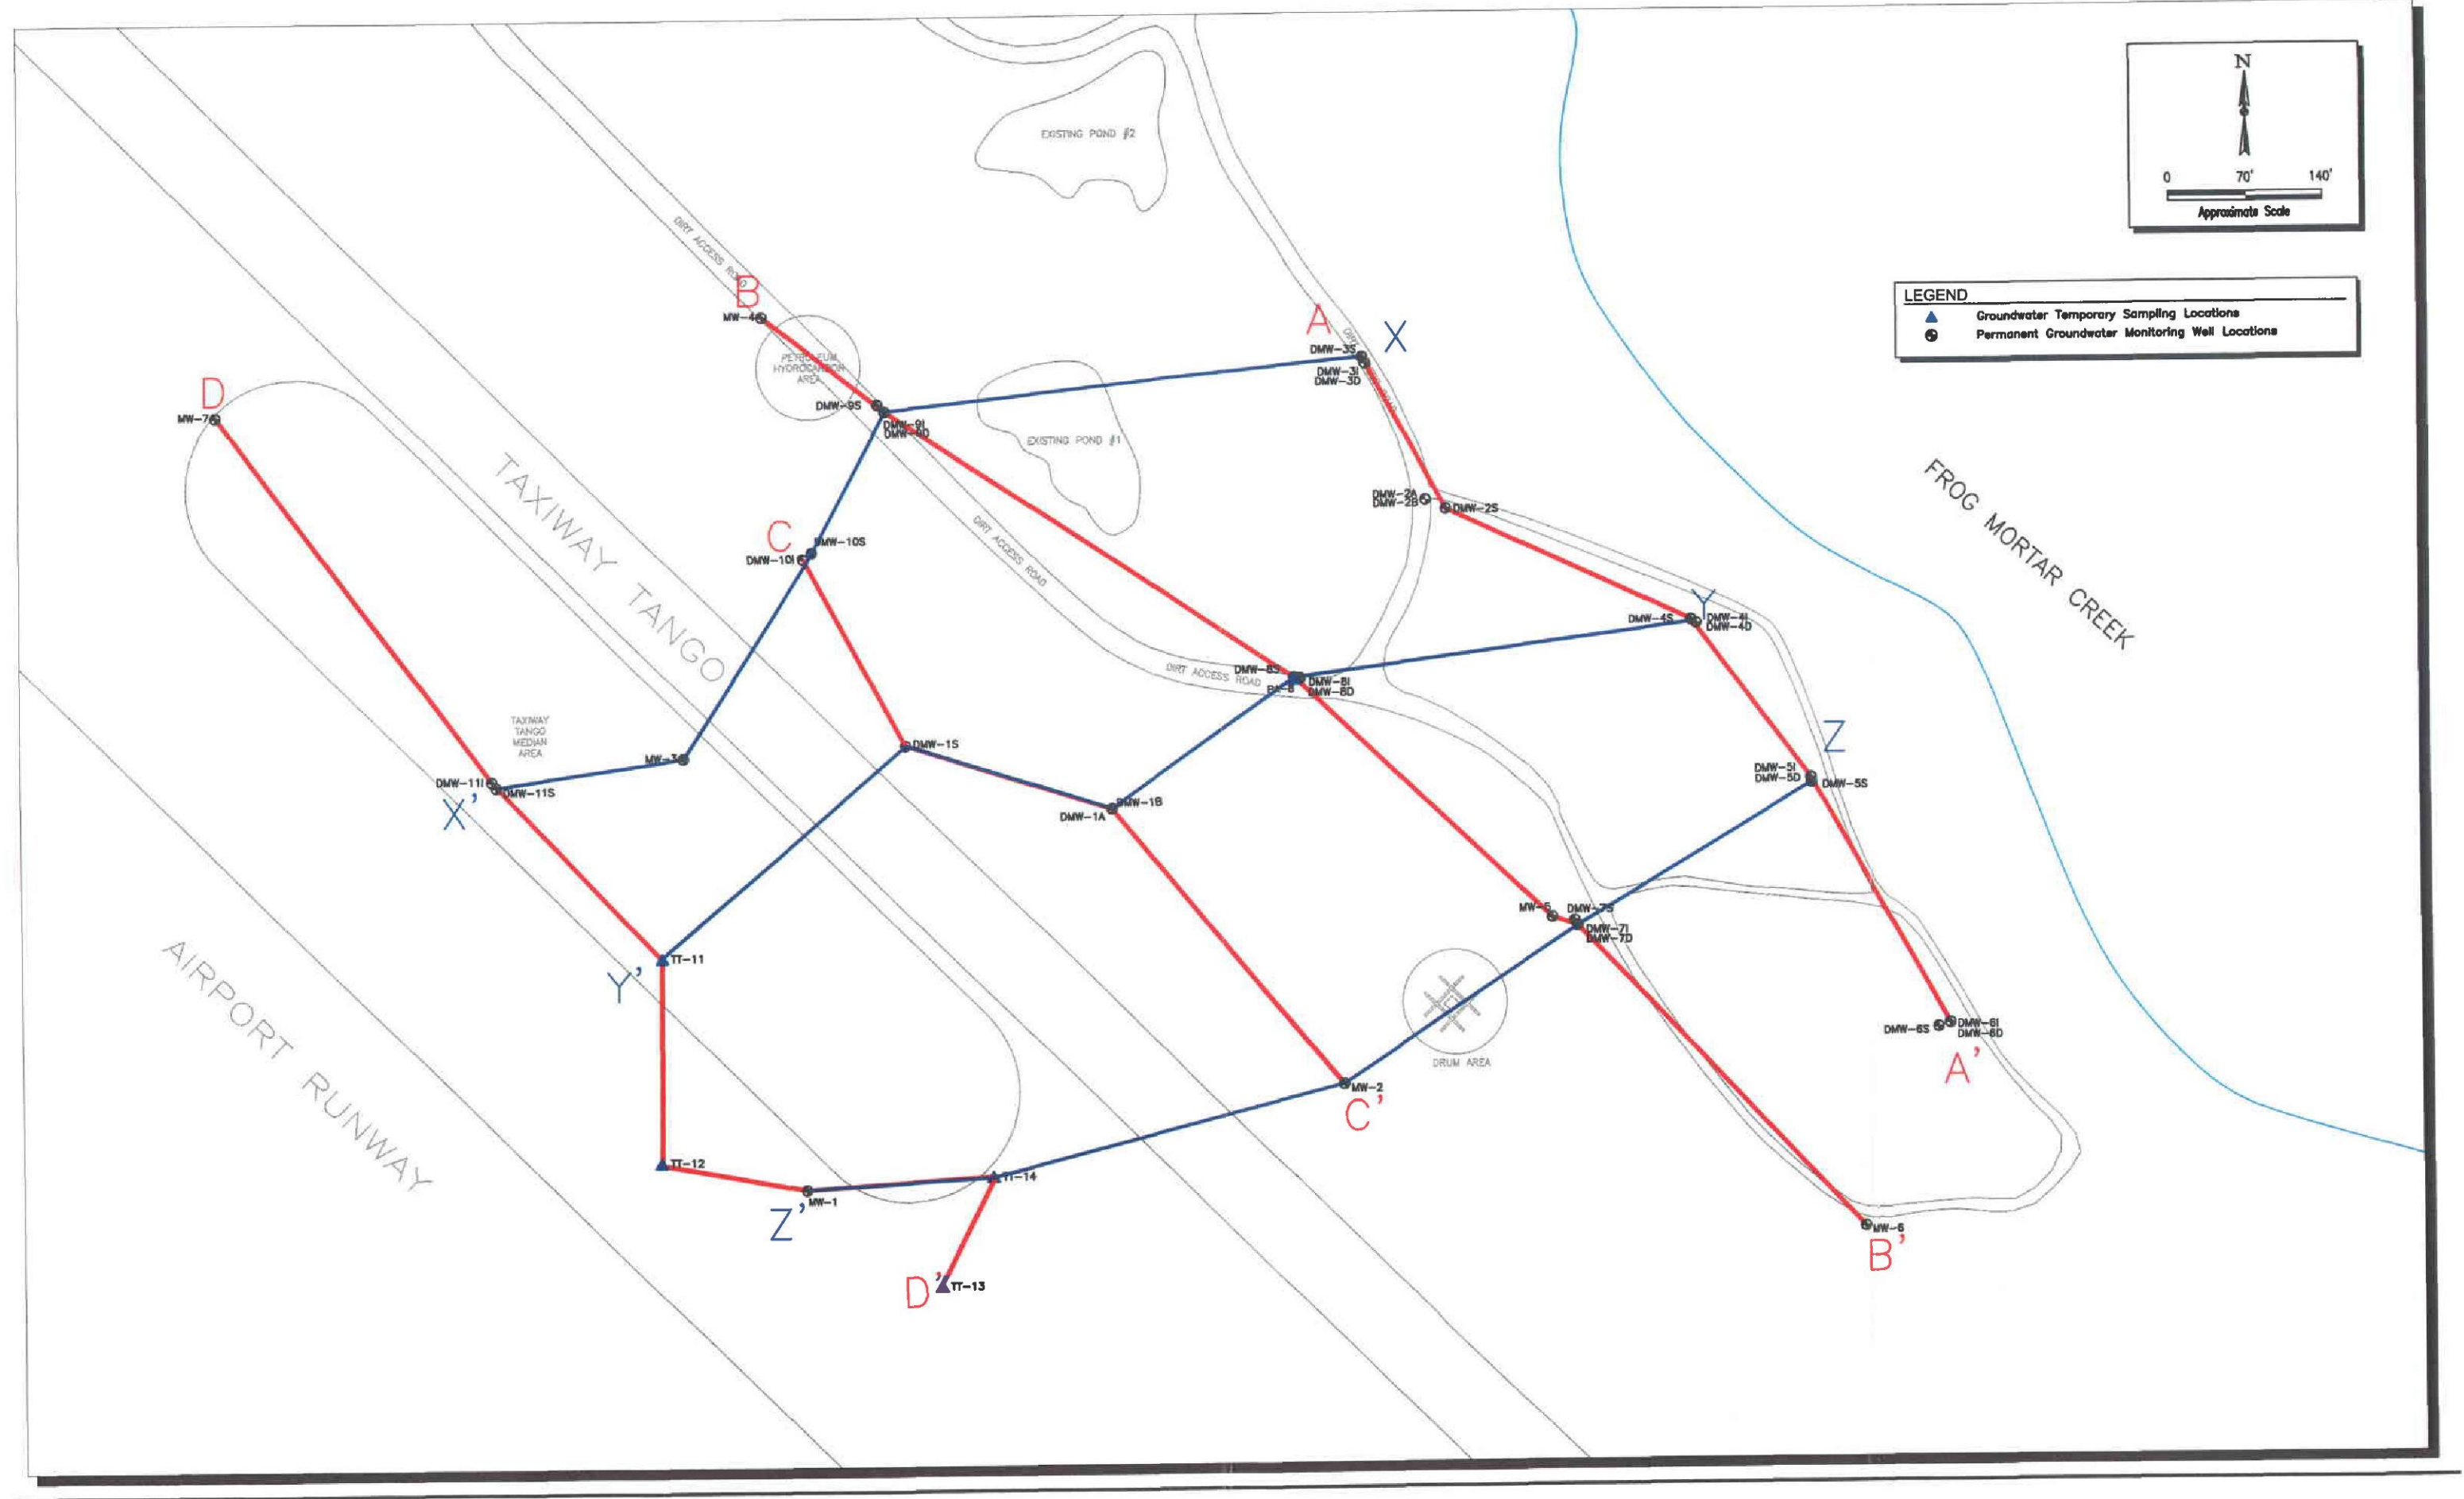 N
0 70' 140'
Approximate Scale
LEGEND
Groundwater Temporary Sampling Locations
Permanent Groundwater Monitoring Well Locations
EXISTING POND #2
DIRT ACCESS ROAD
B
MW-4
PETROLEUM
HYDROCARBON
AREA
A
X
DMW-3S
DMW-3I
DMW-3D
D
MW-7
DMW-9S
DMW-9I
DMW-9D
EXISTING POND #1
TAXIWAY TANGO
FROG MORTAR CREEK
DMW-2A
DMW-2B
DMW-2S
C
DMW-10S
DMW-10I
DIRT ACCESS ROAD
Y
DMW-4S
DMW-4I
DMW-4D
DIRT ACCESS ROAD
DMW-8S
DMW-8I
DMW-8D
TAXIWAY
TANGO
MEDIAN
AREA
MW-3
DMW-1S
Z
DMW-5I
DMW-5D
DMW-5S
DMW-11I
DMW-11S
X'
DMW-1B
DMW-1A
MW-5
DMW-7S
DMW-7I
DMW-7D
AIRPORT RUNWAY
TT-11
Y'
DMW-6S
DMW-6I
DMW-6D
A'
DRUM AREA
MW-2
C'
TT-12
TT-14
MW-1
Z'
MW-6
B'
D'
TT-13